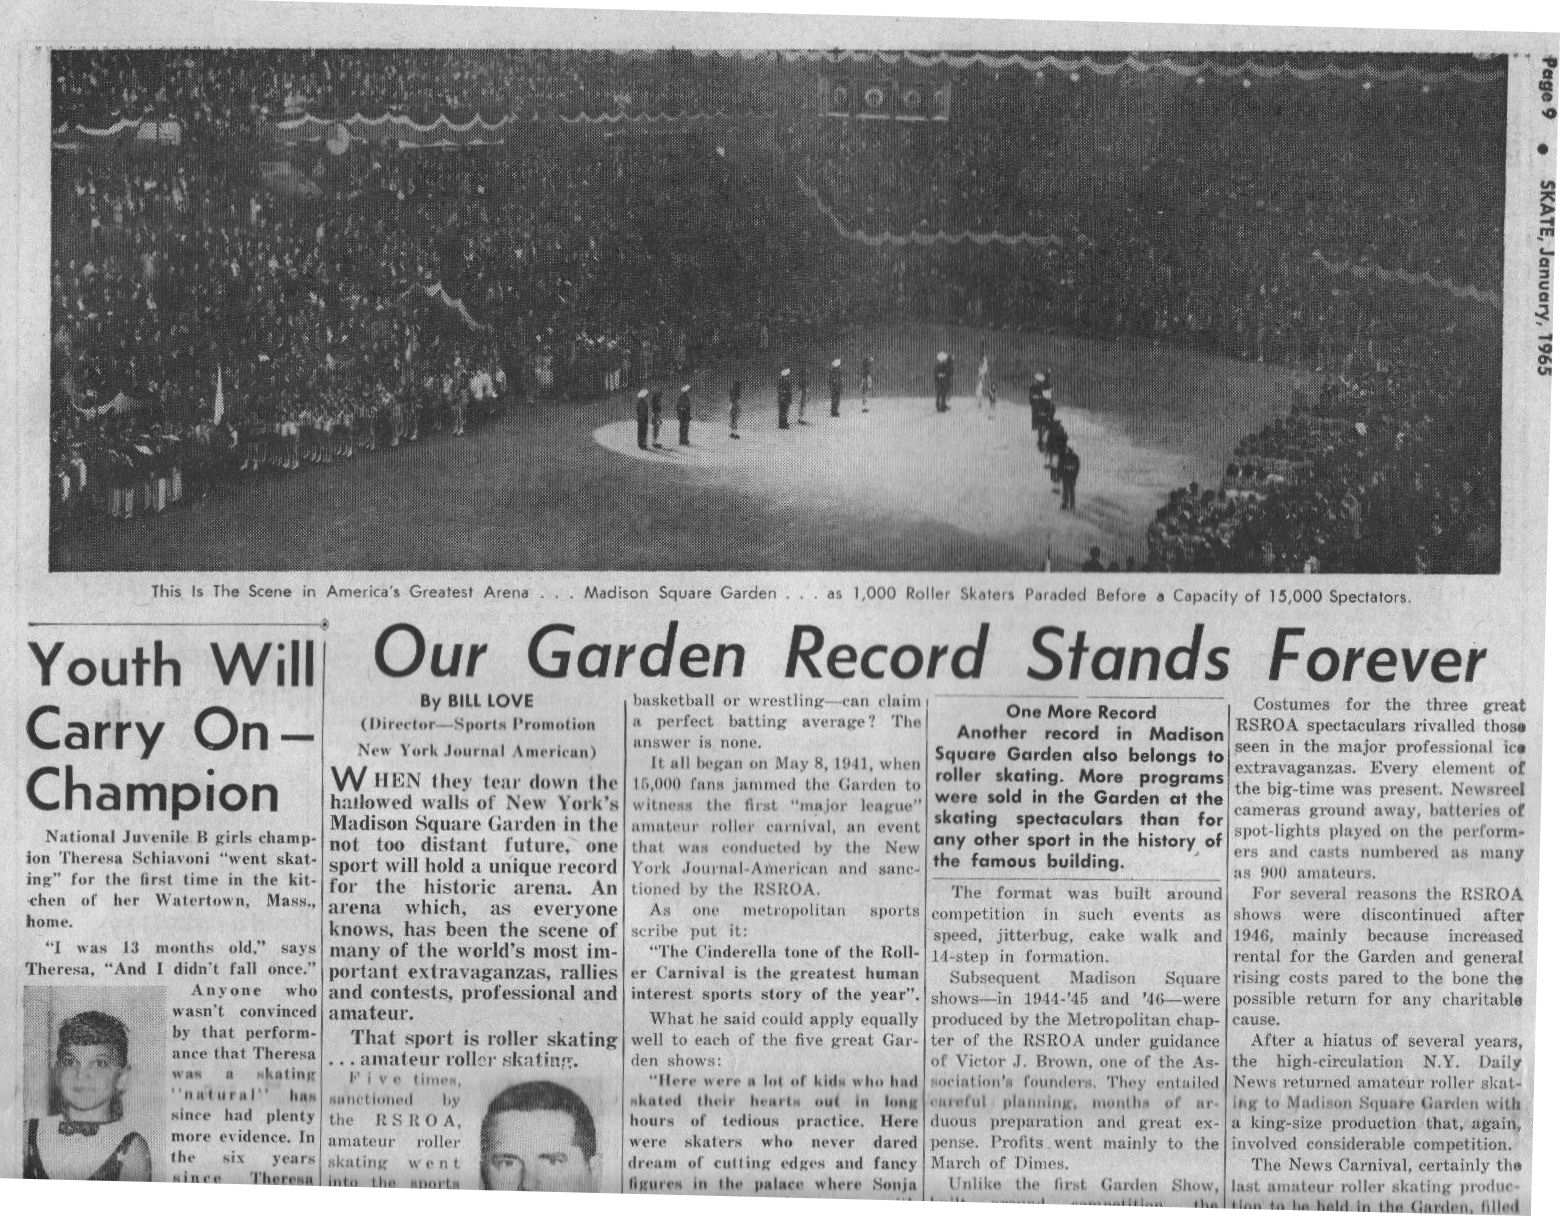 Page 9 • SKATE, January, 1965
This Is The Scene in America's Greatest Arena . . . Madison Square Garden . . . as 1,000 Roller Skaters Paraded Before a Capacity of 15,000 Spectators.
Youth Will
Carry On—
Champion
National Juvenile B girls champ-
ion Theresa Schiavoni "went skat-
ing" for the first time in the kit-
chen of her Watertown, Mass.,
home.
"I was 13 months old," says
Theresa, "And I didn't fall once."
Anyone who
wasn't convinced
by that perform-
ance that Theresa
was a skating
"natural" has
since had plenty
more evidence. In
the six years
since Theresa
Our Garden Record Stands Forever
By BILL LOVE
(Director—Sports Promotion
New York Journal American)
WHEN they tear down the
hallowed walls of New York's
Madison Square Garden in the
not too distant future, one
sport will hold a unique record
for the historic arena. An
arena which, as everyone
knows, has been the scene of
many of the world's most im-
portant extravaganzas, rallies
and contests, professional and
amateur.
That sport is roller skating
. . . amateur roller skating.
Five times,
sanctioned by
the RSROA,
amateur roller
skating went
into the sports
basketball or wrestling—can claim
a perfect batting average? The
answer is none.
It all began on May 8, 1941, when
15,000 fans jammed the Garden to
witness the first "major league"
amateur roller carnival, an event
that was conducted by the New
York Journal-American and sanc-
tioned by the RSROA.
As one metropolitan sports
scribe put it:
"The Cinderella tone of the Roll-
er Carnival is the greatest human
interest sports story of the year".
What he said could apply equally
well to each of the five great Gar-
den shows:
"Here were a lot of kids who had
skated their hearts out in long
hours of tedious practice. Here
were skaters who never dared
dream of cutting edges and fancy
figures in the palace where Sonja
One More Record
Another record in Madison
Square Garden also belongs to
roller skating. More programs
were sold in the Garden at the
skating spectaculars than for
any other sport in the history of
the famous building.
The format was built around
competition in such events as
speed, jitterbug, cake walk and
14-step in formation.
Subsequent Madison Square
shows—in 1944-'45 and '46—were
produced by the Metropolitan chap-
ter of the RSROA under guidance
of Victor J. Brown, one of the As-
sociation's founders. They entailed
careful planning, months of ar-
duous preparation and great ex-
pense. Profits went mainly to the
March of Dimes.
Unlike the first Garden Show,
built around competition, the
Costumes for the three great
RSROA spectaculars rivalled those
seen in the major professional ice
extravaganzas. Every element of
the big-time was present. Newsreel
cameras ground away, batteries of
spot-lights played on the perform-
ers and casts numbered as many
as 900 amateurs.
For several reasons the RSROA
shows were discontinued after
1946, mainly because increased
rental for the Garden and general
rising costs pared to the bone the
possible return for any charitable
cause.
After a hiatus of several years,
the high-circulation N.Y. Daily
News returned amateur roller skat-
ing to Madison Square Garden with
a king-size production that, again,
involved considerable competition.
The News Carnival, certainly the
last amateur roller skating produc-
tion to be held in the Garden, filled